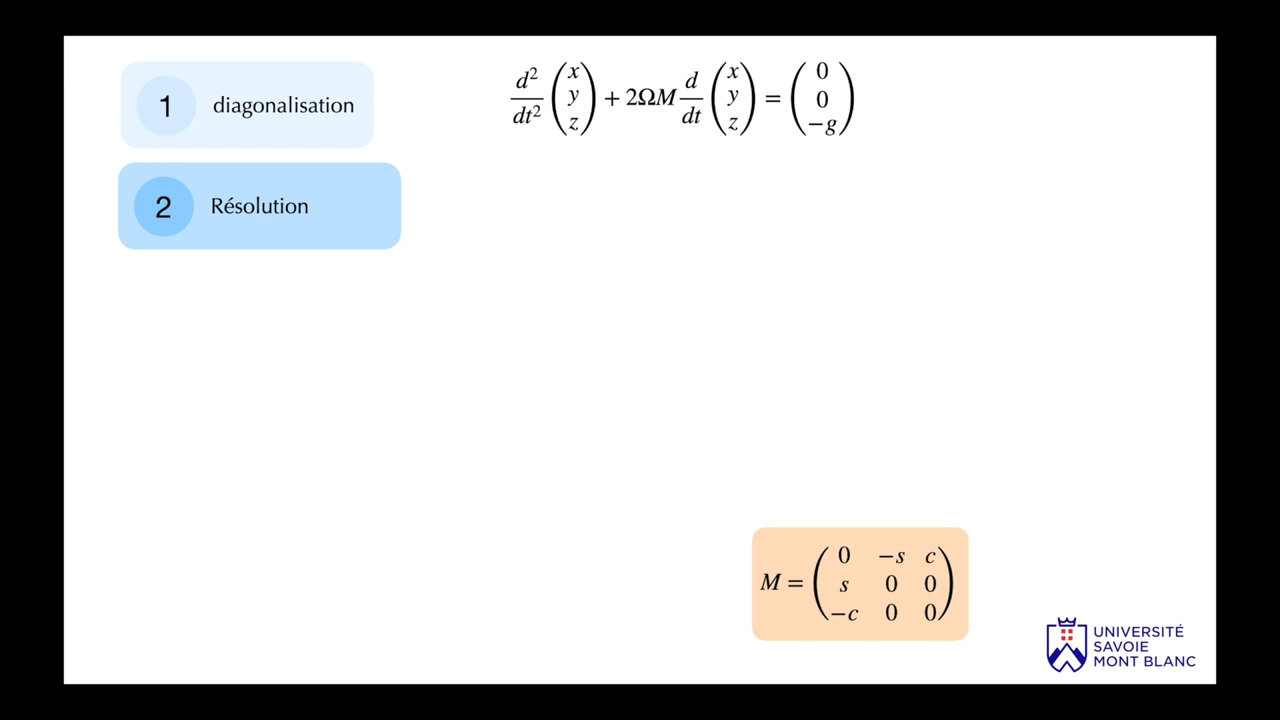 1 diagonalisation
d²/dt² (x y z) + 2ΩM d/dt (x y z) = (0 0 −g)
2 Résolution
M = (0 −s c
s 0 0
−c 0 0)
UNIVERSITÉ
SAVOIE
MONT BLANC